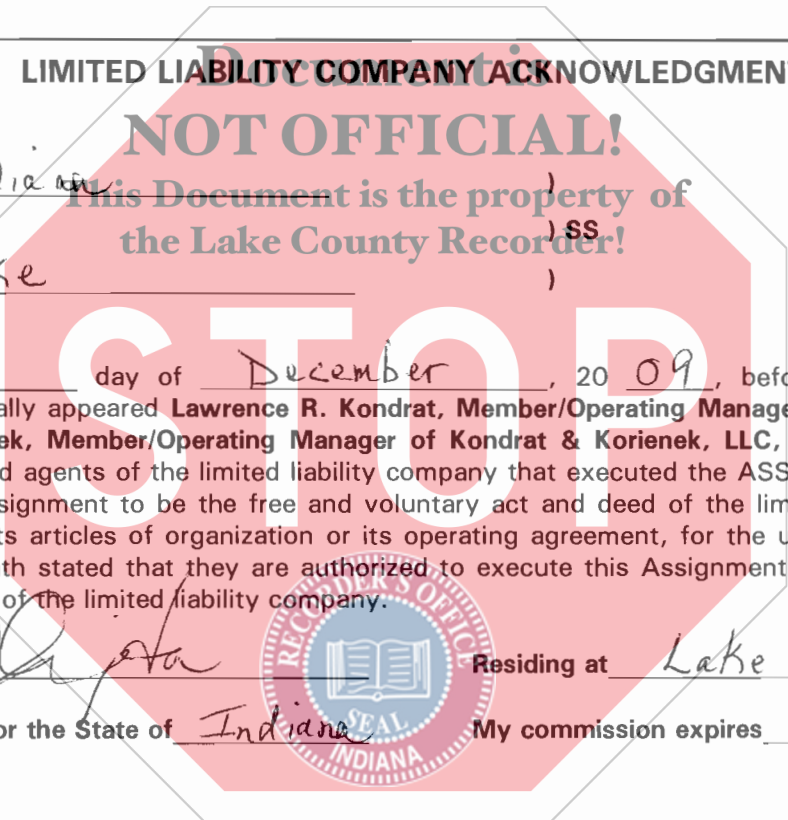 LIMITED LIABILITY COMPANY ACKNOWLEDGMEN
Document is
NOT OFFICIAL!
This Document is the property of
the Lake County Recorder!
)
) SS
)
STOP
day of December, 20 09, befo
ally appeared Lawrence R. Kondrat, Member/Operating Manage
ek, Member/Operating Manager of Kondrat & Korienek, LLC,
d agents of the limited liability company that executed the ASS
signment to be the free and voluntary act and deed of the lim
ts articles of organization or its operating agreement, for the u
th stated that they are authorized to execute this Assignment
of the limited liability company.
RECORDER'S OFFICE
SEAL
INDIANA
Residing at Lake
or the State of Indiana My commission expires